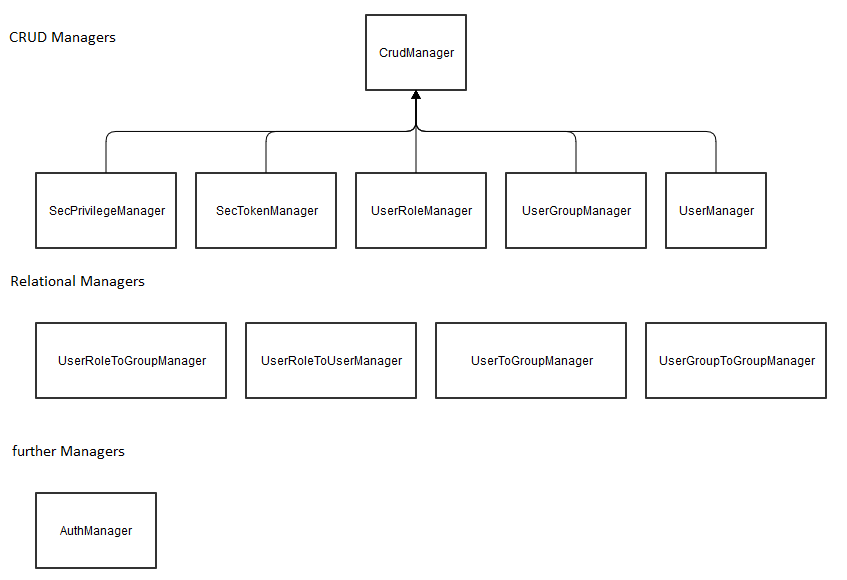 CRUD Managers
CrudManager
SecPrivilegeManager
SecTokenManager
UserRoleManager
UserGroupManager
UserManager
Relational Managers
UserRoleToGroupManager
UserRoleToUserManager
UserToGroupManager
UserGroupToGroupManager
further Managers
AuthManager